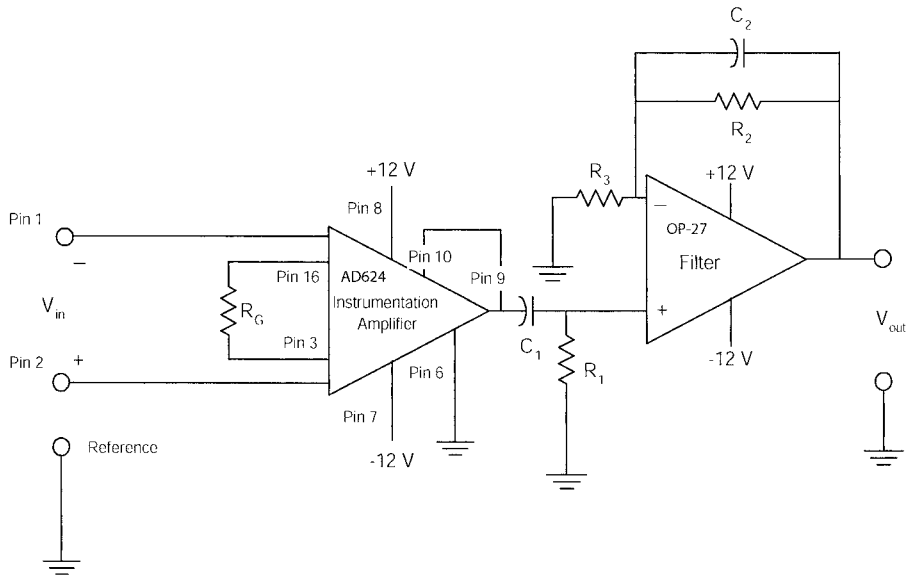 C2
R2
+12 V
+12 V
R3
Pin 8
Pin 1
−
OP-27
Pin 10
−
Filter
Pin 16
AD624
Pin 9
Vin
RG
Instrumentation
Amplifier
+
Vout
Pin 3
C1
Pin 2
+
Pin 6
R1
-12 V
Pin 7
Reference
-12 V